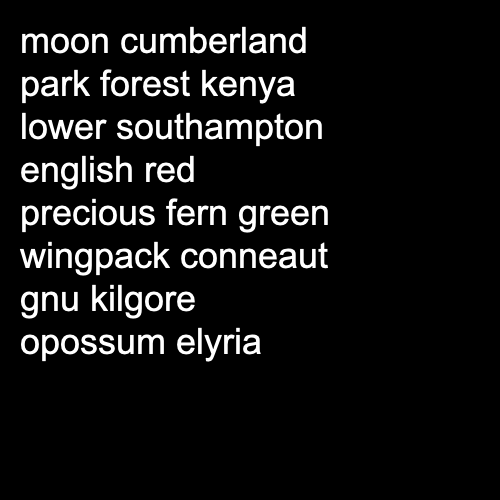 moon cumberland
park forest kenya
lower southampton
english red
precious fern green
wingpack conneaut
gnu kilgore
opossum elyria